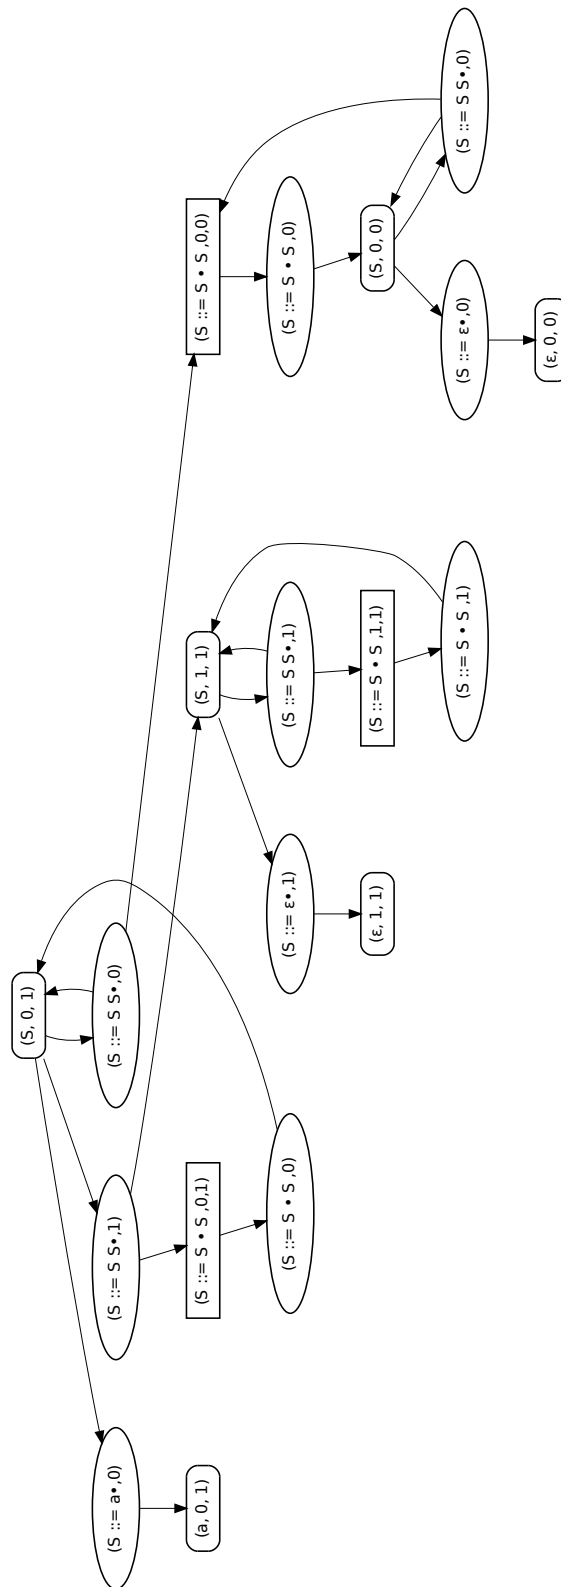 (S, 0, 1)
(S ::= a•,0)
(S ::= S S•,1)
(S ::= S S•,0)
(a, 0, 1)
(S ::= S • S ,0,1)
(S, 1, 1)
(S ::= S • S ,0,0)
(S ::= S • S ,0)
(S ::= ε•,1)
(S ::= S S•,1)
(S ::= S • S ,0)
(ε, 1, 1)
(S ::= S • S ,1,1)
(S, 0, 0)
(S ::= S • S ,1)
(S ::= ε•,0)
(S ::= S S•,0)
(ε, 0, 0)